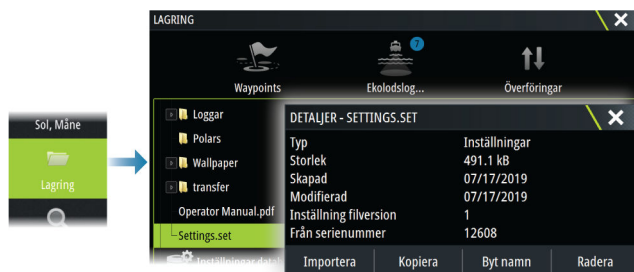 LAGRING
7
Waypoints
Ekolodslog...
Överföringar
Sol, Måne
Lagring
Loggar
Polars
Wallpaper
transfer
Operator Manual.pdf
Settings.set
DETALJER - SETTINGS.SET
Typ Inställningar
Storlek 491.1 kB
Skapad 07/17/2019
Modifierad 07/17/2019
Inställning filversion 1
Från serienummer 12608
Importera Kopiera Byt namn Radera